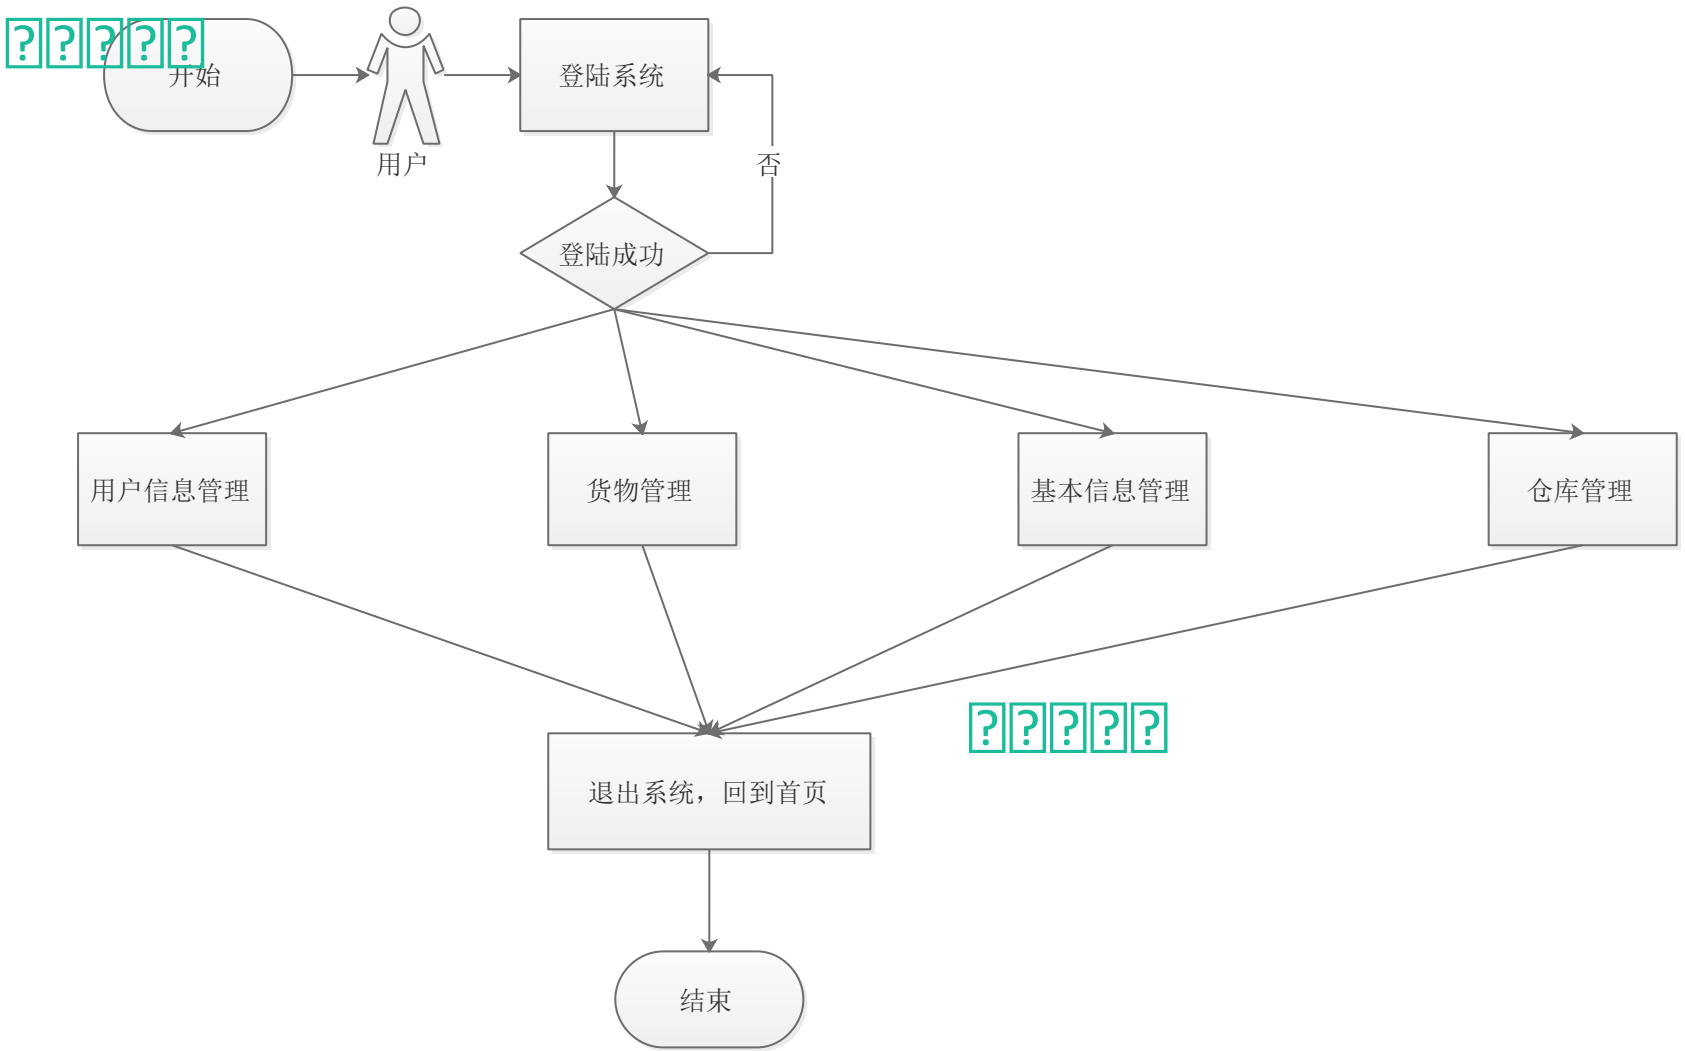 开始
用户
登陆系统
否
登陆成功
用户信息管理
货物管理
基本信息管理
仓库管理
退出系统，回到首页
结束